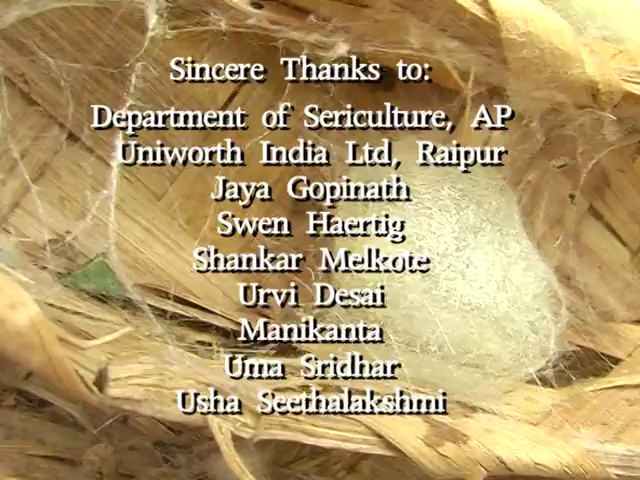 Sincere Thanks to:
Department of Sericulture, AP
Uniworth India Ltd, Raipur
Jaya Gopinath
Swen Haertig
Shankar Melkote
Urvi Desai
Manikanta
Uma Sridhar
Usha Seethalakshmi